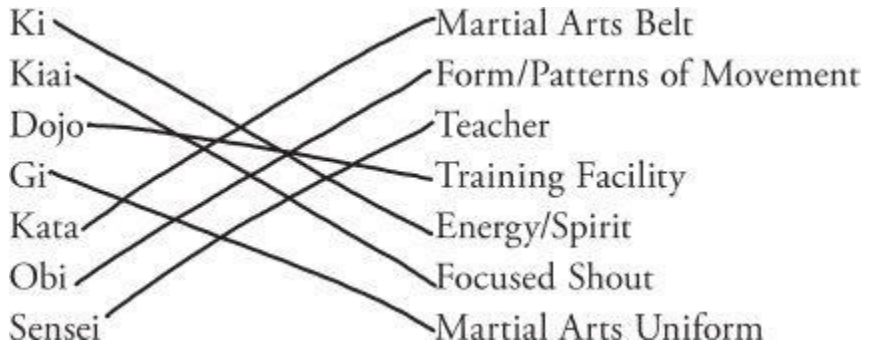 Ki Martial Arts Belt
Kiai Form/Patterns of Movement
Dojo Teacher
Gi Training Facility
Kata Energy/Spirit
Obi Focused Shout
Sensei Martial Arts Uniform